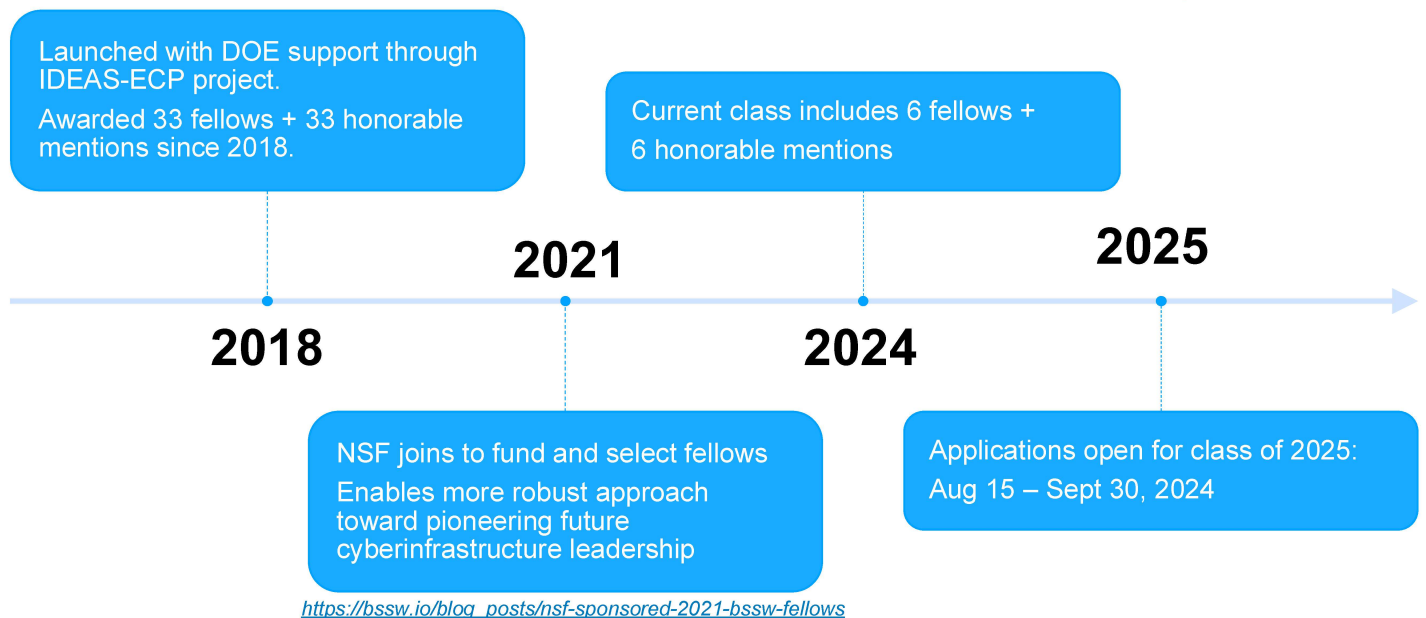 Launched with DOE support through
IDEAS-ECP project.
Awarded 33 fellows + 33 honorable
mentions since 2018.
2018
2021
NSF joins to fund and select fellows
Enables more robust approach
toward pioneering future
cyberinfrastructure leadership
https://bssw.io/blog_posts/nsf-sponsored-2021-bssw-fellows
Current class includes 6 fellows +
6 honorable mentions
2024
2025
Applications open for class of 2025:
Aug 15 – Sept 30, 2024